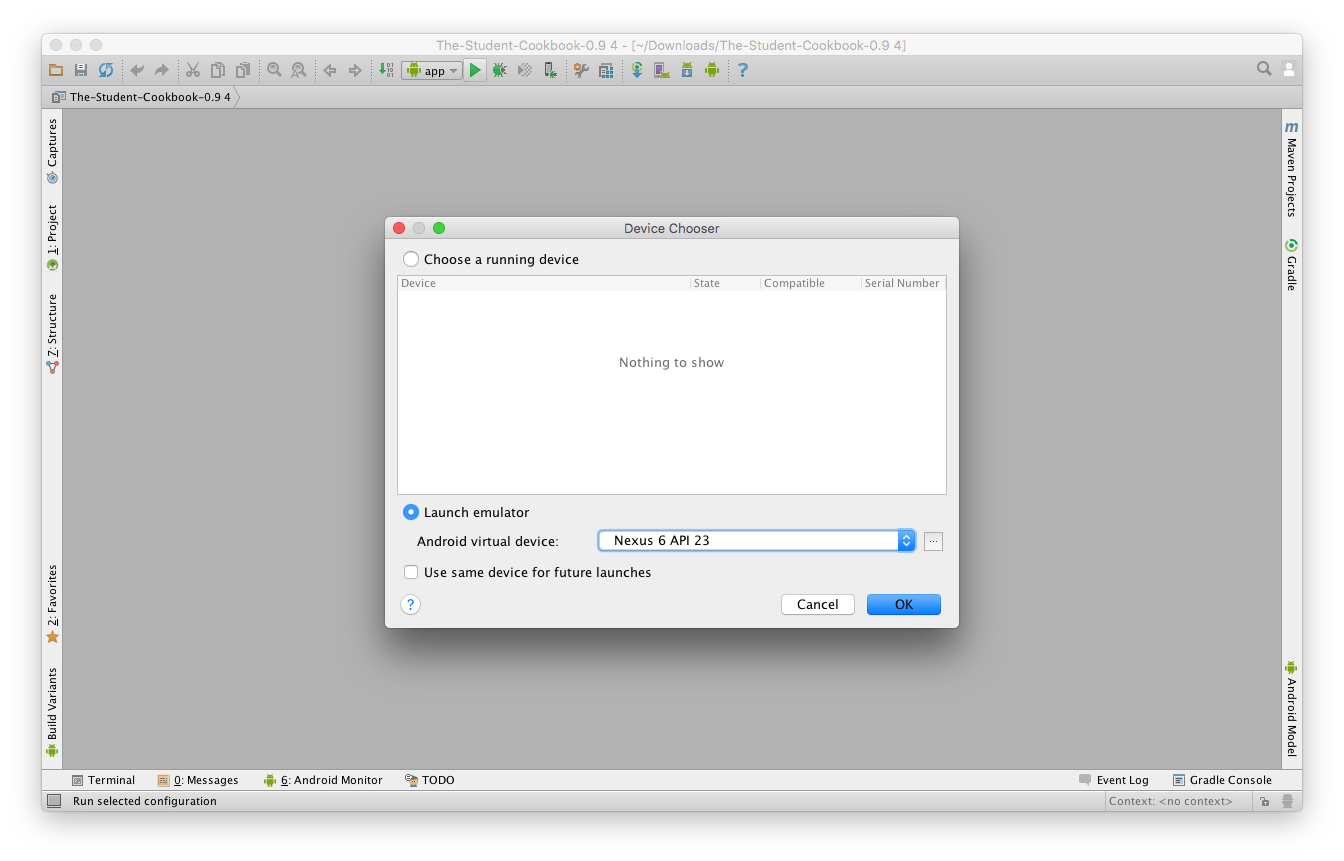 The-Student-Cookbook-0.9 4 - [~/Downloads/The-Student-Cookbook-0.9 4]
app
?
The-Student-Cookbook-0.9 4
Captures
1: Project
Z: Structure
2: Favorites
Build Variants
m
Maven Projects
Gradle
Android Model
Device Chooser
Choose a running device
Device State Compatible Serial Number
Nothing to show
Launch emulator
Android virtual device: Nexus 6 API 23 ...
Use same device for future launches
? Cancel OK
Terminal 0: Messages 6: Android Monitor TODO Event Log Gradle Console
Run selected configuration Context: <no context>